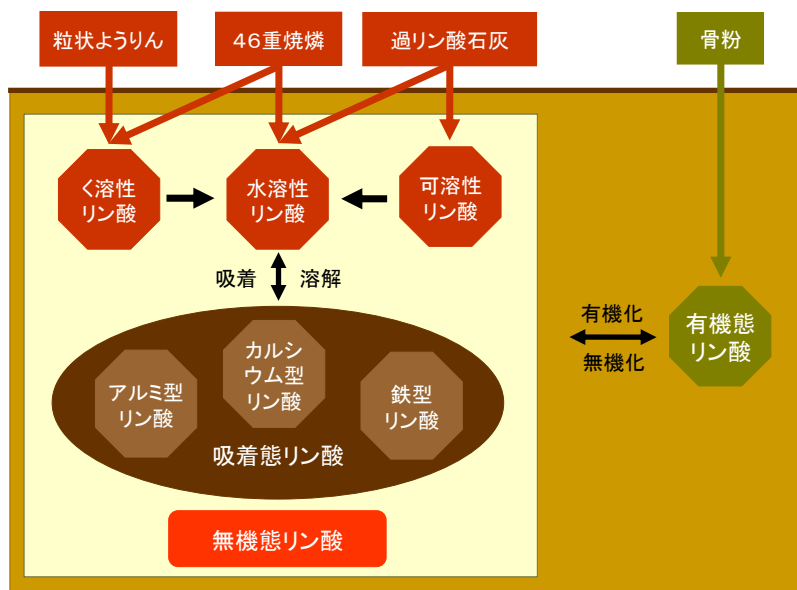 粒状ようりん
46重焼燐
過リン酸石灰
骨粉
く溶性
リン酸
水溶性
リン酸
可溶性
リン酸
吸着
溶解
有機化
無機化
有機態
リン酸
アルミ型
リン酸
カルシ
ウム型
リン酸
鉄型
リン酸
吸着態リン酸
無機態リン酸